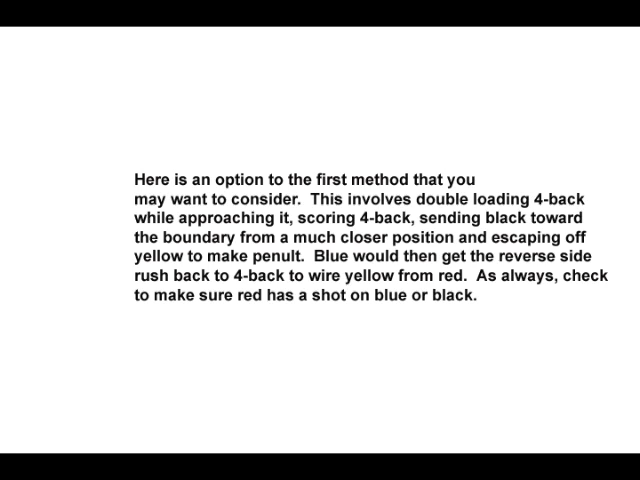 Here is an option to the first method that you
may want to consider.  This involves double loading 4-back
while approaching it, scoring 4-back, sending black toward
the boundary from a much closer position and escaping off
yellow to make penult.  Blue would then get the reverse side
rush back to 4-back to wire yellow from red.  As always, check
to make sure red has a shot on blue or black.